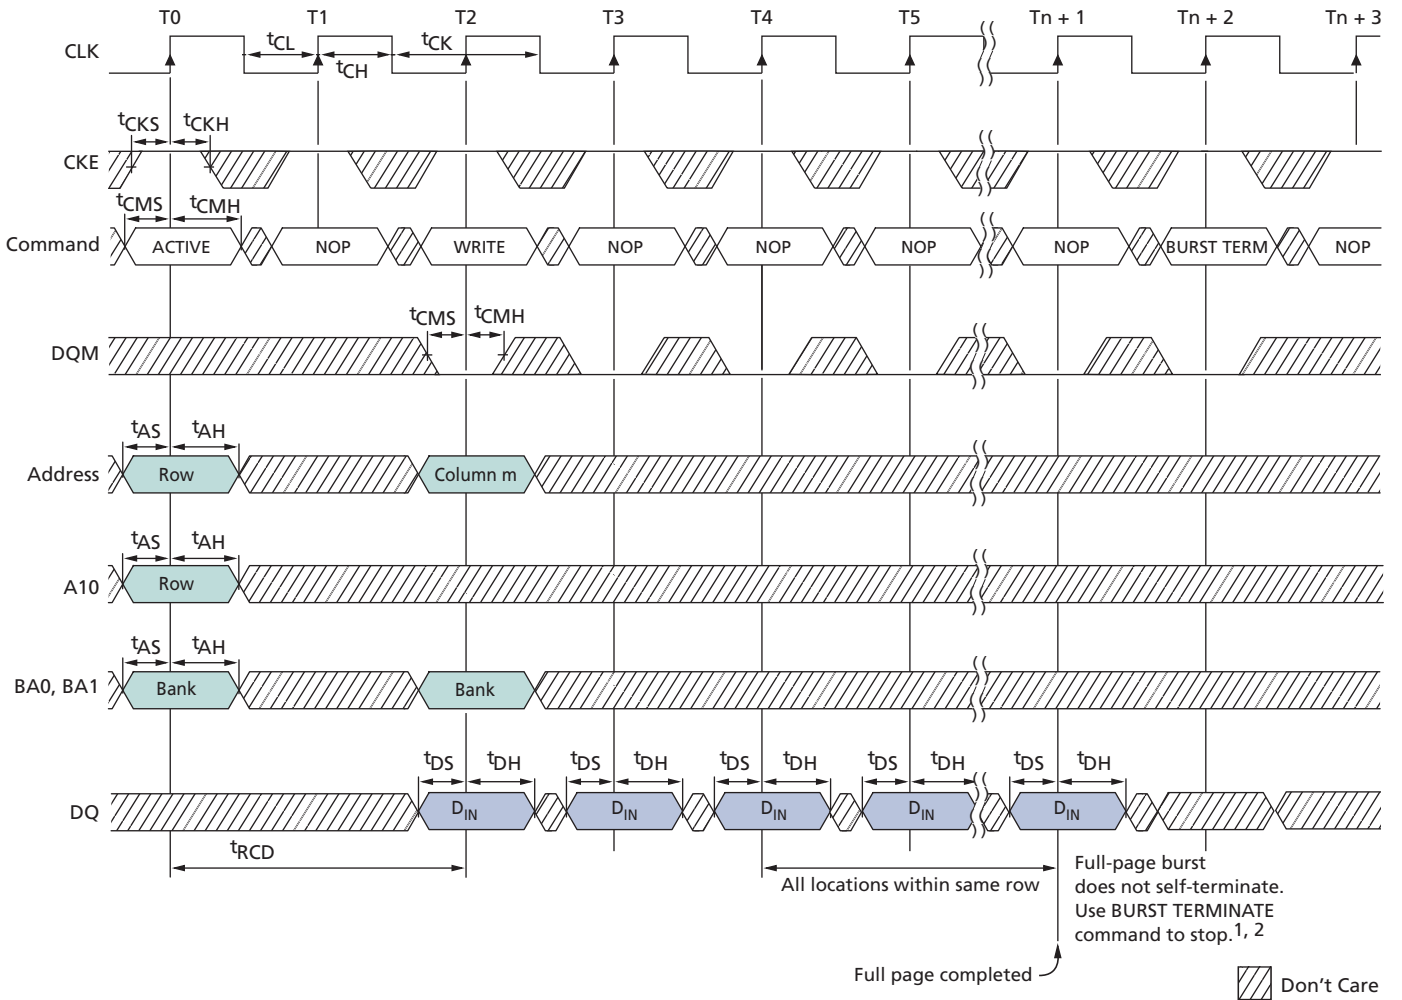 T0 T1 T2 T3 T4 T5 Tn + 1 Tn + 2 Tn + 3
CLK
tCL tCK
tCH
tCKS tCKH
CKE
tCMS tCMH
Command ACTIVE NOP WRITE NOP NOP NOP NOP BURST TERM NOP
tCMS tCMH
DQM
tAS tAH
Address Row Column m
tAS tAH
A10 Row
tAS tAH
BA0, BA1 Bank Bank
tDS tDH tDS tDH tDS tDH tDS tDH tDS tDH
DQ DIN DIN DIN DIN DIN
tRCD
All locations within same row
Full-page burst
does not self-terminate.
Use BURST TERMINATE
command to stop.1, 2
Full page completed
Don't Care